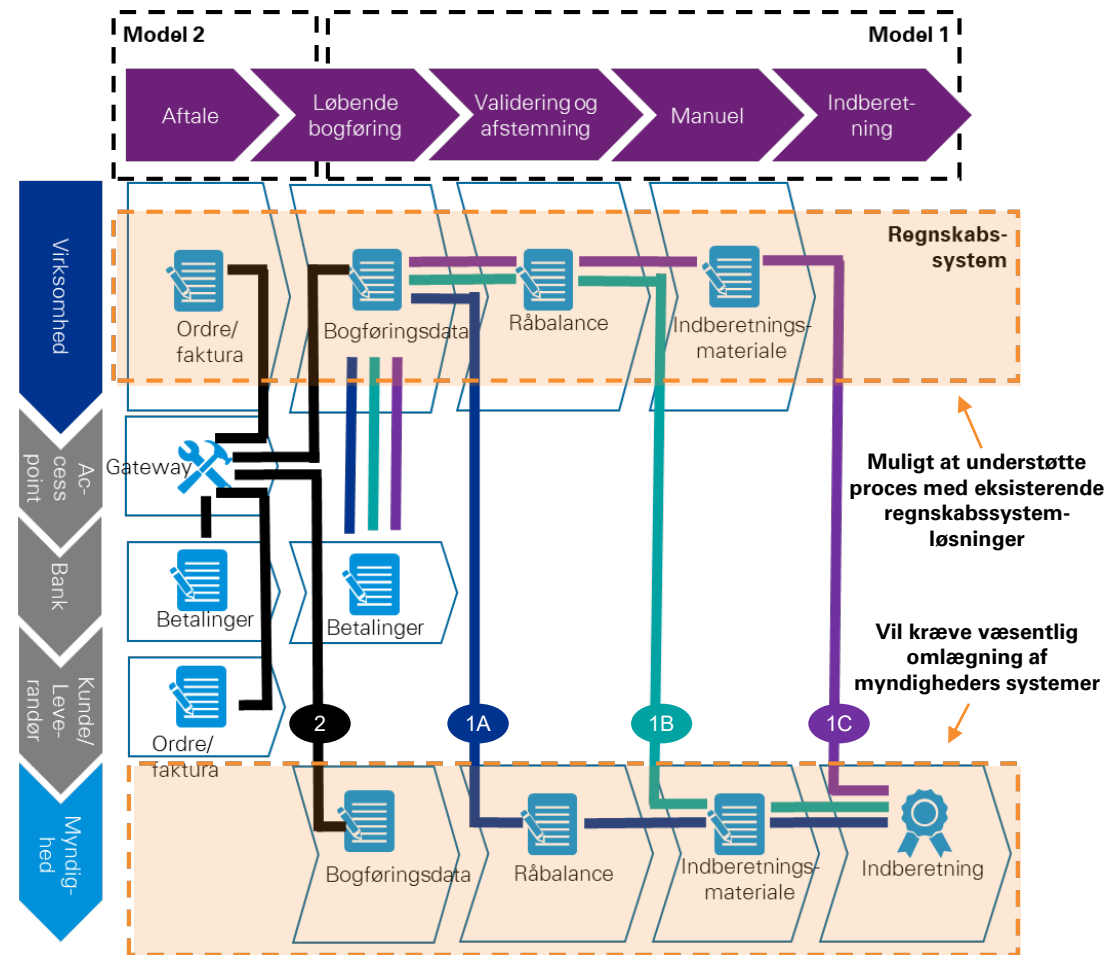 Model 2
Model 1
Aftale
Løbende
bogføring
Validering og
afstemning
Manuel
Indberet-
ning
Virksomhed
Regnskabs-
system
Ordre/
faktura
Bogføringsdata
Råbalance
Indberetnings-
materiale
Ac-
cess
point
Gateway
Muligt at understøtte
proces med eksisterende
regnskabssystem-
løsninger
Bank
Betalinger
Betalinger
Vil kræve væsentlig
omlægning af
myndigheders systemer
Kunde/
Leve-
randør
Ordre/
faktura
2
1A
1B
1C
Myndig-
hed
Bogføringsdata
Råbalance
Indberetnings-
materiale
Indberetning